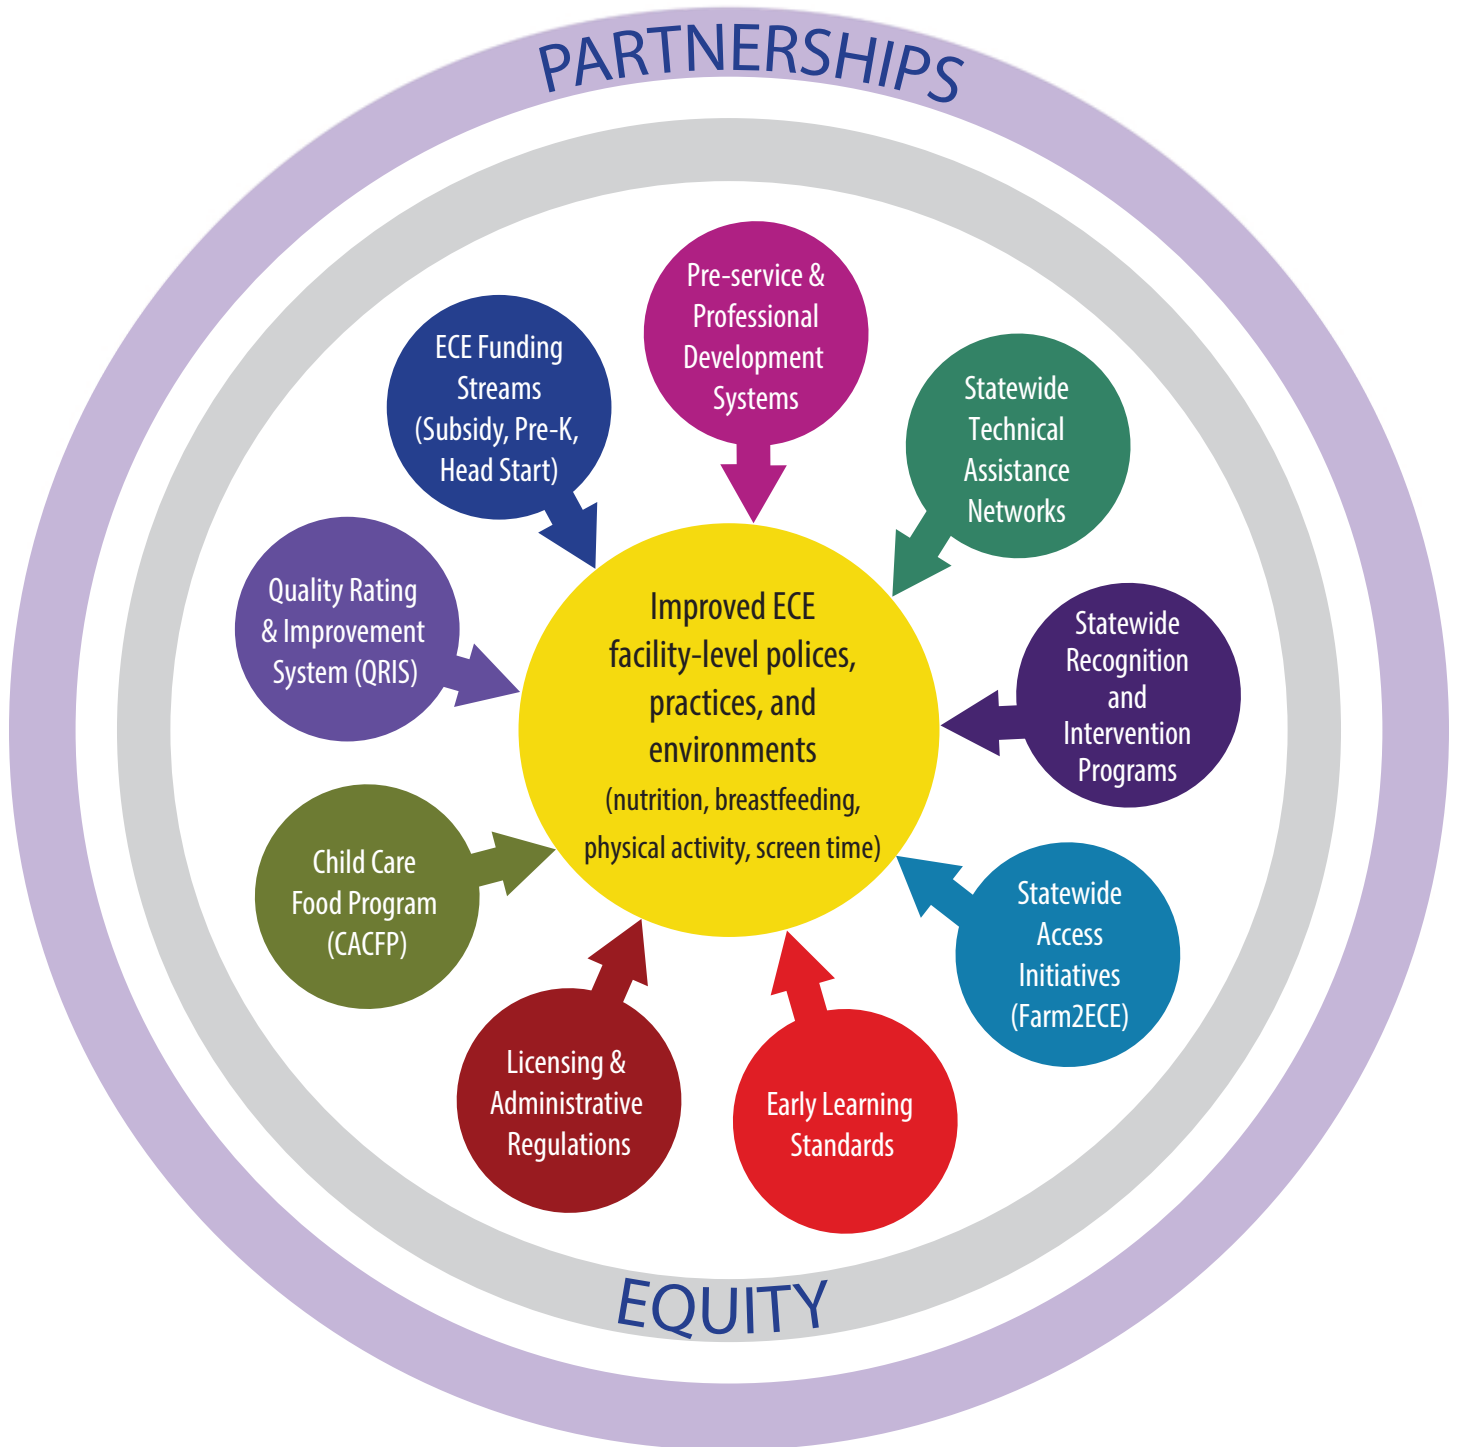 PARTNERSHIPS
Pre-service &
Professional
Development
Systems
ECE Funding
Streams
(Subsidy, Pre-K,
Head Start)
Statewide
Technical
Assistance
Networks
Quality Rating
& Improvement
System (QRIS)
Improved ECE
facility-level polices,
practices, and
environments
(nutrition, breastfeeding,
physical activity, screen time)
Statewide
Recognition
and
Intervention
Programs
Child Care
Food Program
(CACFP)
Statewide
Access
Initiatives
(Farm2ECE)
Licensing &
Administrative
Regulations
Early Learning
Standards
EQUITY